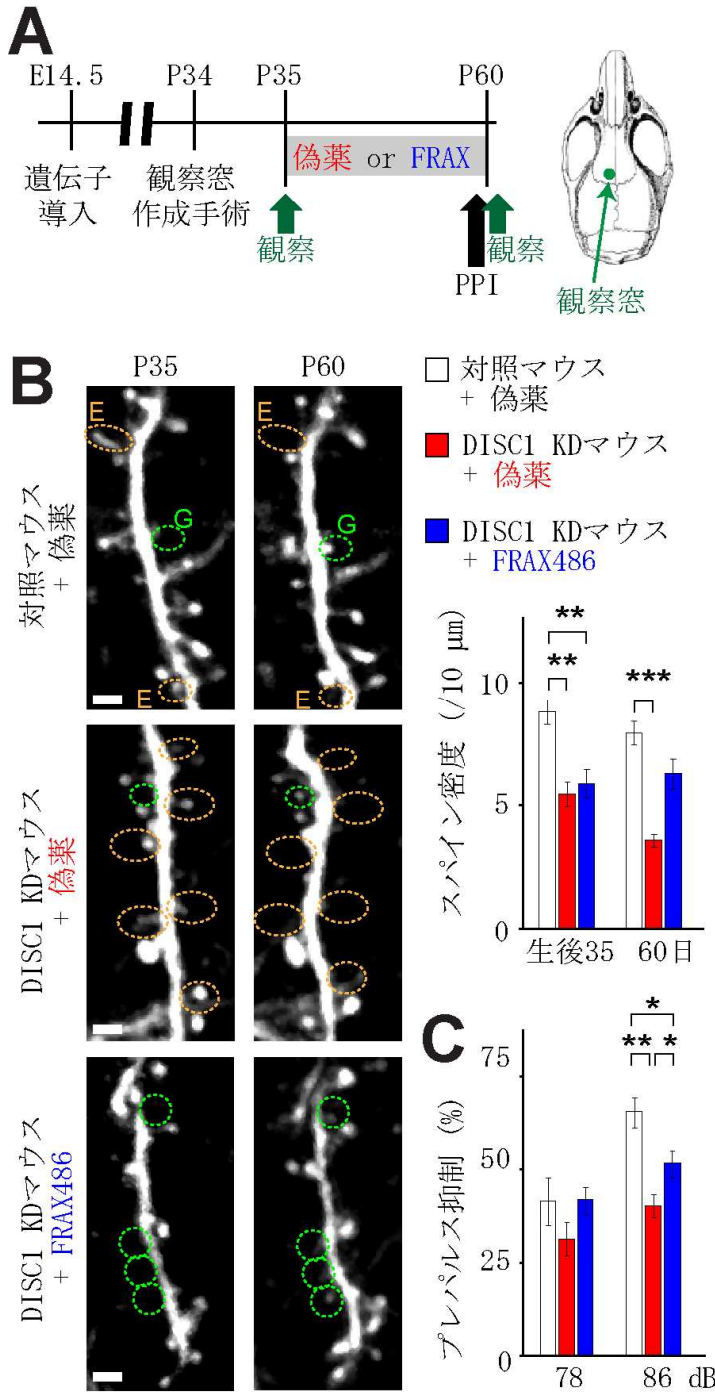 A
E14.5 P34 P35 P60
偽薬 or FRAX
遺伝子
導入
観察窓
作成手術
観察
観察
PPI
観察窓
B
P35 P60
対照マウス
+ 偽薬
E
G
E
E
G
E
DISC1 KDマウス
+ 偽薬
DISC1 KDマウス
+ FRAX486
対照マウス
+ 偽薬
DISC1 KDマウス
+ 偽薬
DISC1 KDマウス
+ FRAX486
スパイン密度 (/10 μm)
10
5
0
**
**
***
生後35 60日
C
プレパルス抑制 (%)
75
50
25
0
*
** *
78 86 dB